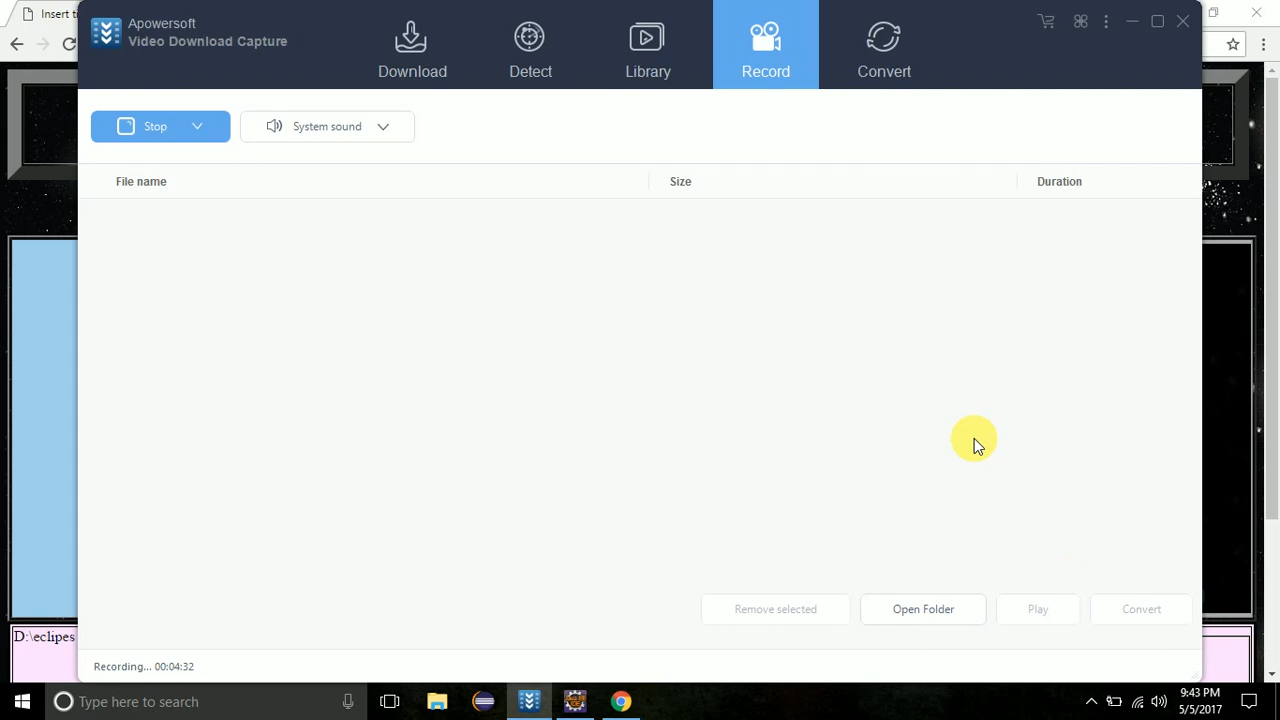 Insert t
Apowersoft
Video Download Capture
Download
Detect
Library
Record
Convert
Stop
System sound
File name
Size
Duration
D:\eclipes
Remove selected
Open Folder
Play
Convert
Recording... 00:04:32
Type here to search
9:43 PM
5/5/2017